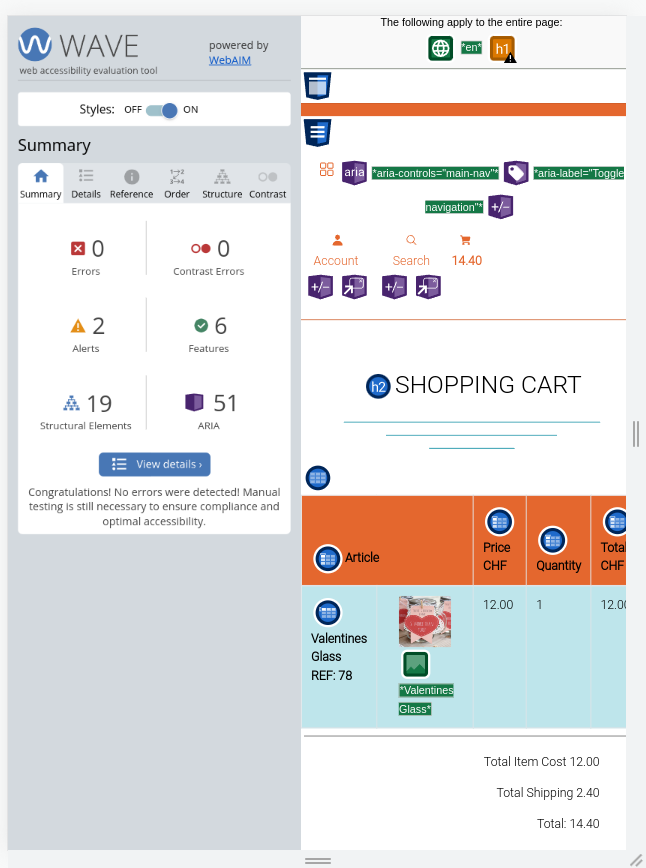 WAVE
powered by
WebAIM
web accessibility evaluation tool
Styles: OFF ON
Summary
Summary Details Reference Order Structure Contrast
0 0
Errors Contrast Errors
2 6
Alerts Features
19 51
Structural Elements ARIA
View details ›
Congratulations! No errors were detected! Manual
testing is still necessary to ensure compliance and
optimal accessibility.
The following apply to the entire page:
*en* h1
aria *aria-controls="main-nav"* *aria-label="Toggle
navigation"* +/-
Account Search 14.40
+/- +/-
h2 SHOPPING CART
Article Price Quantity Total
CHF CHF
Valentines 12.00 1 12.00
Glass
REF: 78
*Valentines
Glass*
Total Item Cost 12.00
Total Shipping 2.40
Total: 14.40